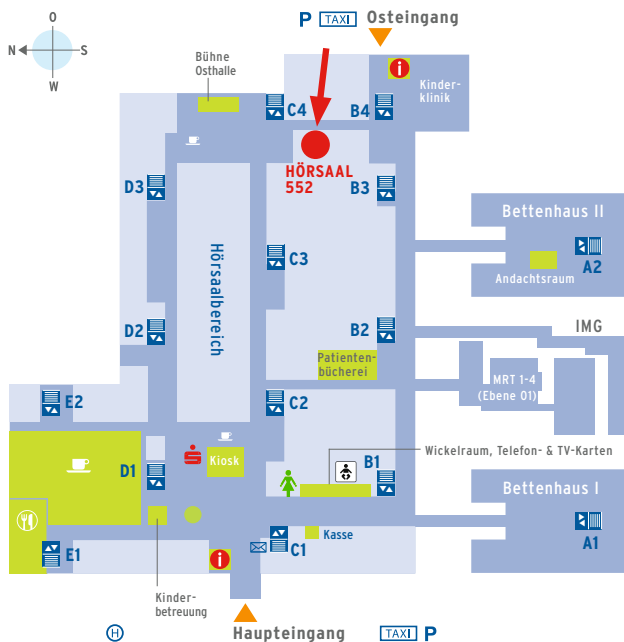 O
N
S
W
P TAXI Osteingang
Bühne
Osthalle
i
Kinder-
klinik
C4
B4
HÖRSAAL
552
D3
B3
Bettenhaus II
Hörsaalbereich
C3
A2
Andachtsraum
D2
B2
IMG
Patienten-
bücherei
MRT 1-4
(Ebene 01)
E2
C2
Kiosk
D1
B1
Wickelraum, Telefon- & TV-Karten
Bettenhaus I
A1
Kasse
C1
E1
i
Kinder-
betreuung
H
Haupteingang
TAXI P